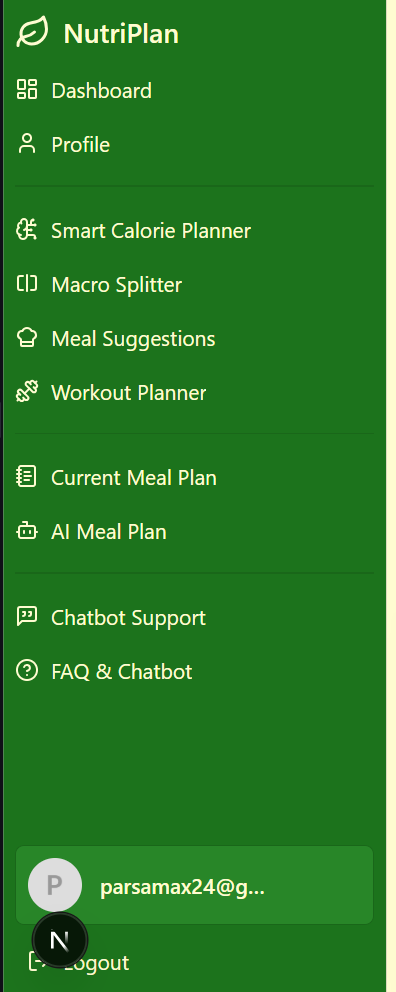 NutriPlan
Dashboard
Profile
Smart Calorie Planner
Macro Splitter
Meal Suggestions
Workout Planner
Current Meal Plan
AI Meal Plan
Chatbot Support
FAQ & Chatbot
P
parsamax24@g...
N
Logout